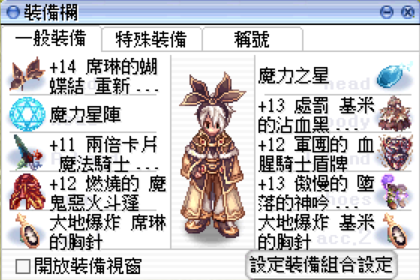 裝備欄
一般裝備 特殊裝備 稱號
+14 席琳的蝴
蝶結 重新 ...
魔力星陣
+11 兩倍卡片
魔法騎士 ...
+12 燃燒的 魔
鬼惡火斗篷
大地爆炸 席琳
的胸針
魔力之星
+13 處罰 基米
的沾血黑 ...
+12 軍團的 血
腥騎士盾牌
+13 傲慢的 墮
落的神吟 ...
大地爆炸 基米
的胸針
開放裝備視窗
設定裝備組合設定